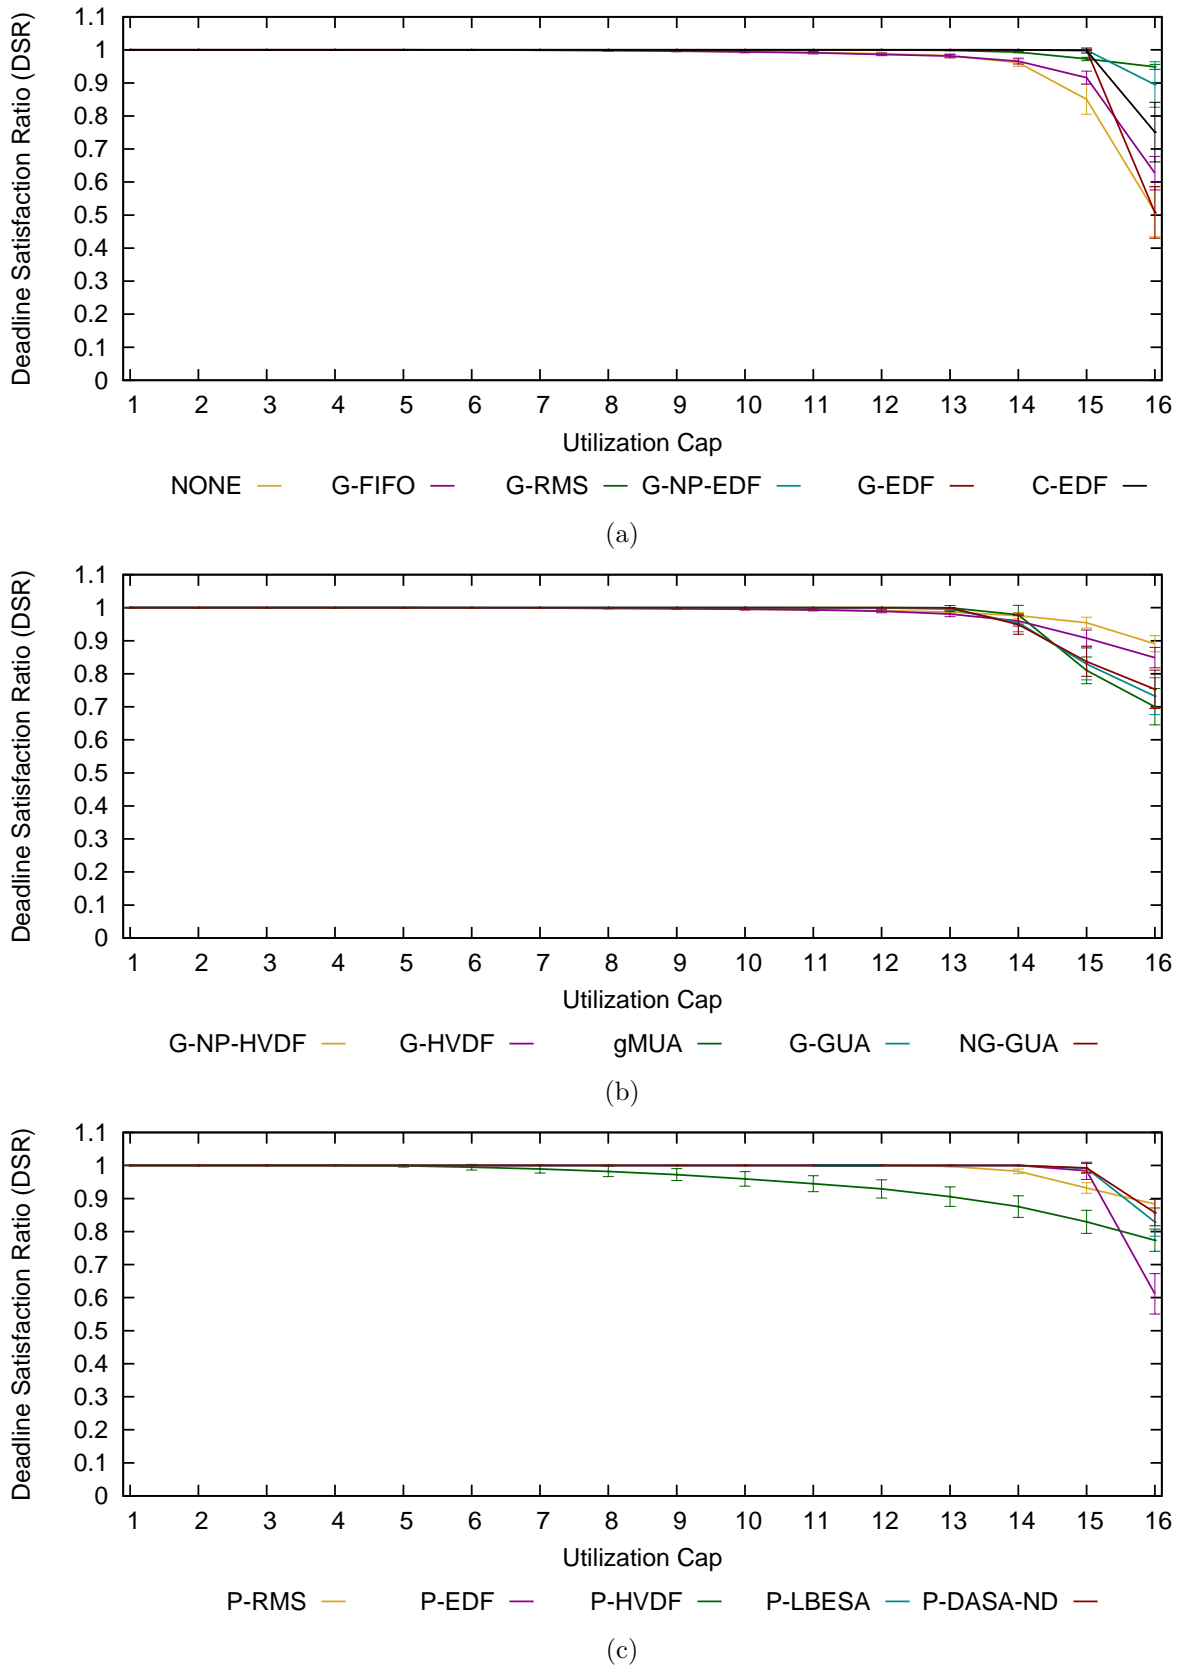 Deadline Satisfaction Ratio (DSR)
1.1
1
0.9
0.8
0.7
0.6
0.5
0.4
0.3
0.2
0.1
0
1 2 3 4 5 6 7 8 9 10 11 12 13 14 15 16
Utilization Cap
NONE G-FIFO G-RMS G-NP-EDF G-EDF C-EDF
(a)
Deadline Satisfaction Ratio (DSR)
1.1
1
0.9
0.8
0.7
0.6
0.5
0.4
0.3
0.2
0.1
0
1 2 3 4 5 6 7 8 9 10 11 12 13 14 15 16
Utilization Cap
G-NP-HVDF G-HVDF gMUA G-GUA NG-GUA
(b)
Deadline Satisfaction Ratio (DSR)
1.1
1
0.9
0.8
0.7
0.6
0.5
0.4
0.3
0.2
0.1
0
1 2 3 4 5 6 7 8 9 10 11 12 13 14 15 16
Utilization Cap
P-RMS P-EDF P-HVDF P-LBESA P-DASA-ND
(c)